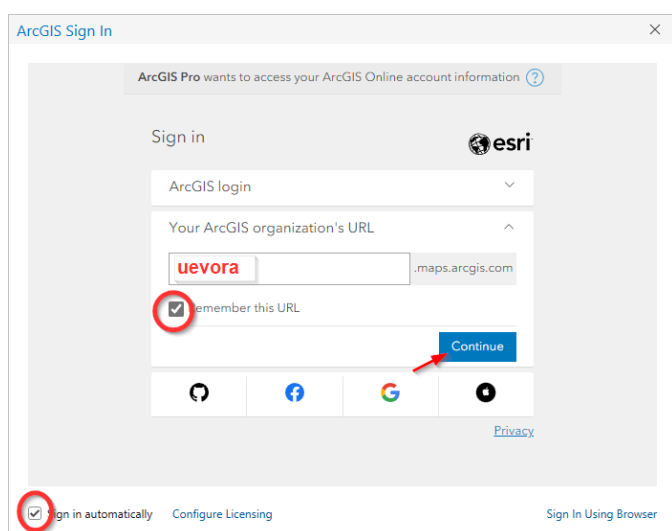 ArcGIS Sign In
ArcGIS Pro wants to access your ArcGIS Online account information ?
Sign in
esri
ArcGIS login
Your ArcGIS organization's URL
uevora .maps.arcgis.com
Remember this URL
Continue
Privacy
Sign in automatically Configure Licensing Sign In Using Browser